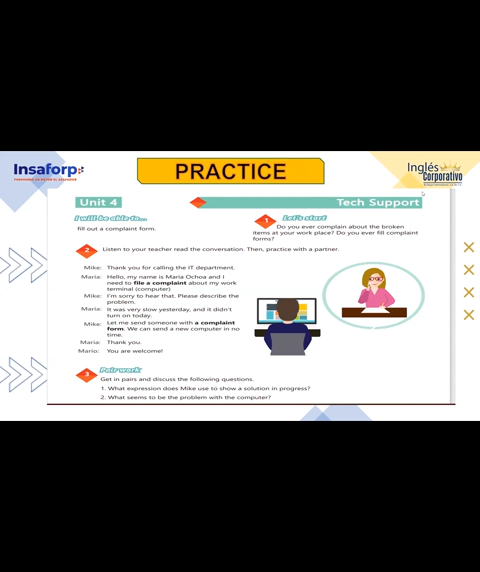 Insaforp
PRACTICE
Inglés
Corporativo
Unit 4
Tech Support
I will be able to...
fill out a complaint form.
1
Let's start
Do you ever complain about the broken
items at your work place? Do you ever fill complaint
forms?
2
Listen to your teacher read the conversation. Then, practice with a partner.
Mike: Thank you for calling the IT department.
Maria: Hello, my name is Maria Ochoa and I
need to file a complaint about my work
terminal (computer)
Mike: I'm sorry to hear that. Please describe the
problem.
Maria: It was very slow yesterday, and it didn't
turn on today.
Mike: Let me send someone with a complaint
form. We can send a new computer in no
time.
Maria: Thank you.
Mario: You are welcome!
3
Pair work
Get in pairs and discuss the following questions.
1. What expression does Mike use to show a solution in progress?
2. What seems to be the problem with the computer?